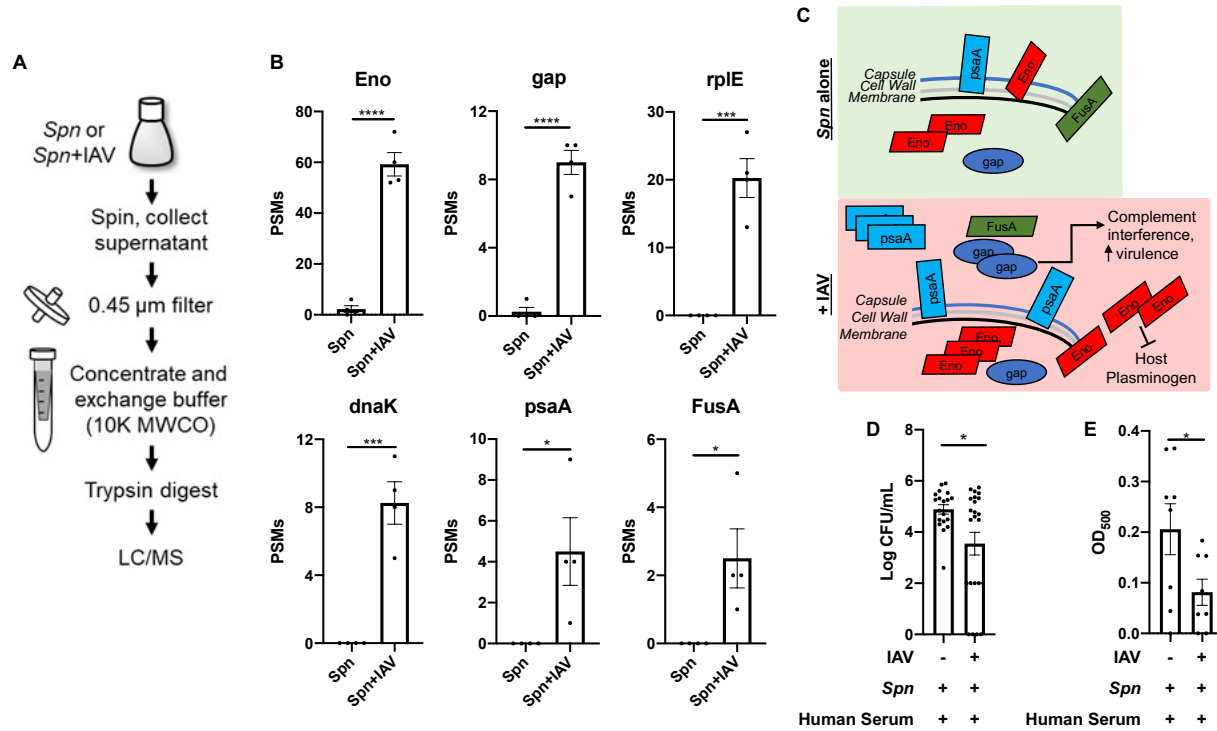 A
Spn or
Spn+IAV
Spin, collect
supernatant
0.45 µm filter
Concentrate and
exchange buffer
(10K MWCO)
Trypsin digest
LC/MS
B
Eno
PSMs
80
60
40
20
0
****
Spn
Spn+IAV
gap
PSMs
12
9
6
3
0
****
Spn
Spn+IAV
rplE
PSMs
30
20
10
0
***
Spn
Spn+IAV
dnaK
PSMs
12
8
4
0
***
Spn
Spn+IAV
psaA
PSMs
10
8
6
4
2
0
*
Spn
Spn+IAV
FusA
PSMs
6
4
2
0
*
Spn
Spn+IAV
C
Spn alone
Capsule
Cell Wall
Membrane
psaA
Eno
FusA
Eno
Eno
gap
+ IAV
psaA
FusA
gap
gap
Complement
interference,
↑ virulence
psaA
psaA
Capsule
Cell Wall
Membrane
Eno
Eno
Eno
Eno
Eno
Eno
gap
Host
Plasminogen
D
Log CFU/mL
6
4
2
0
*
IAV - +
Spn + +
Human Serum + +
E
OD500
0.4
0.3
0.2
0.1
0.0
*
IAV - +
Spn + +
Human Serum + +